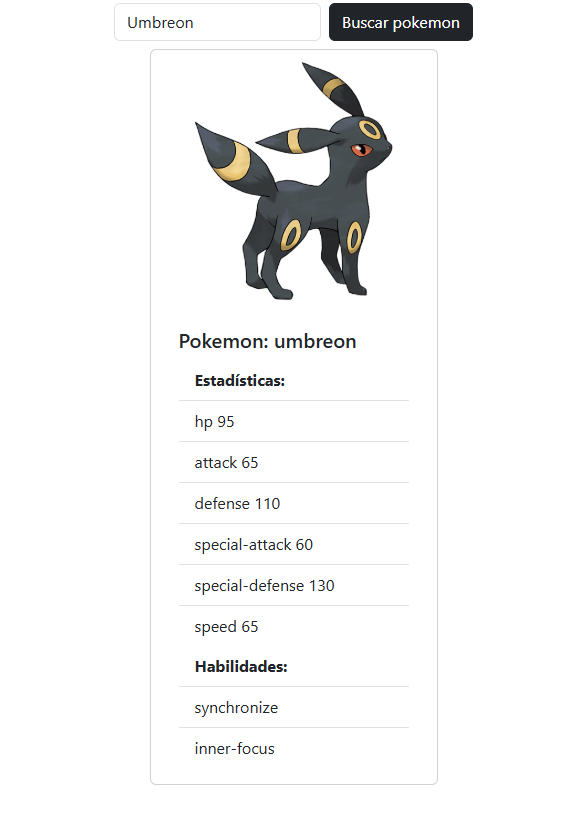 Umbreon
Buscar pokemon
Pokemon: umbreon
Estadísticas:
hp 95
attack 65
defense 110
special-attack 60
special-defense 130
speed 65
Habilidades:
synchronize
inner-focus